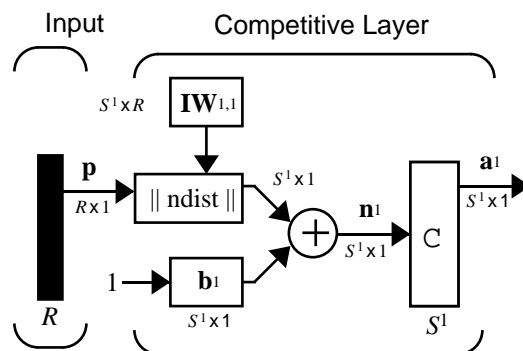 Input
Competitive Layer
S¹xR
IW1,1
p
Rx1
|| ndist ||
S¹x1
n1
S¹x1
C
a1
S¹x1
1
b1
S¹x1
R
S¹